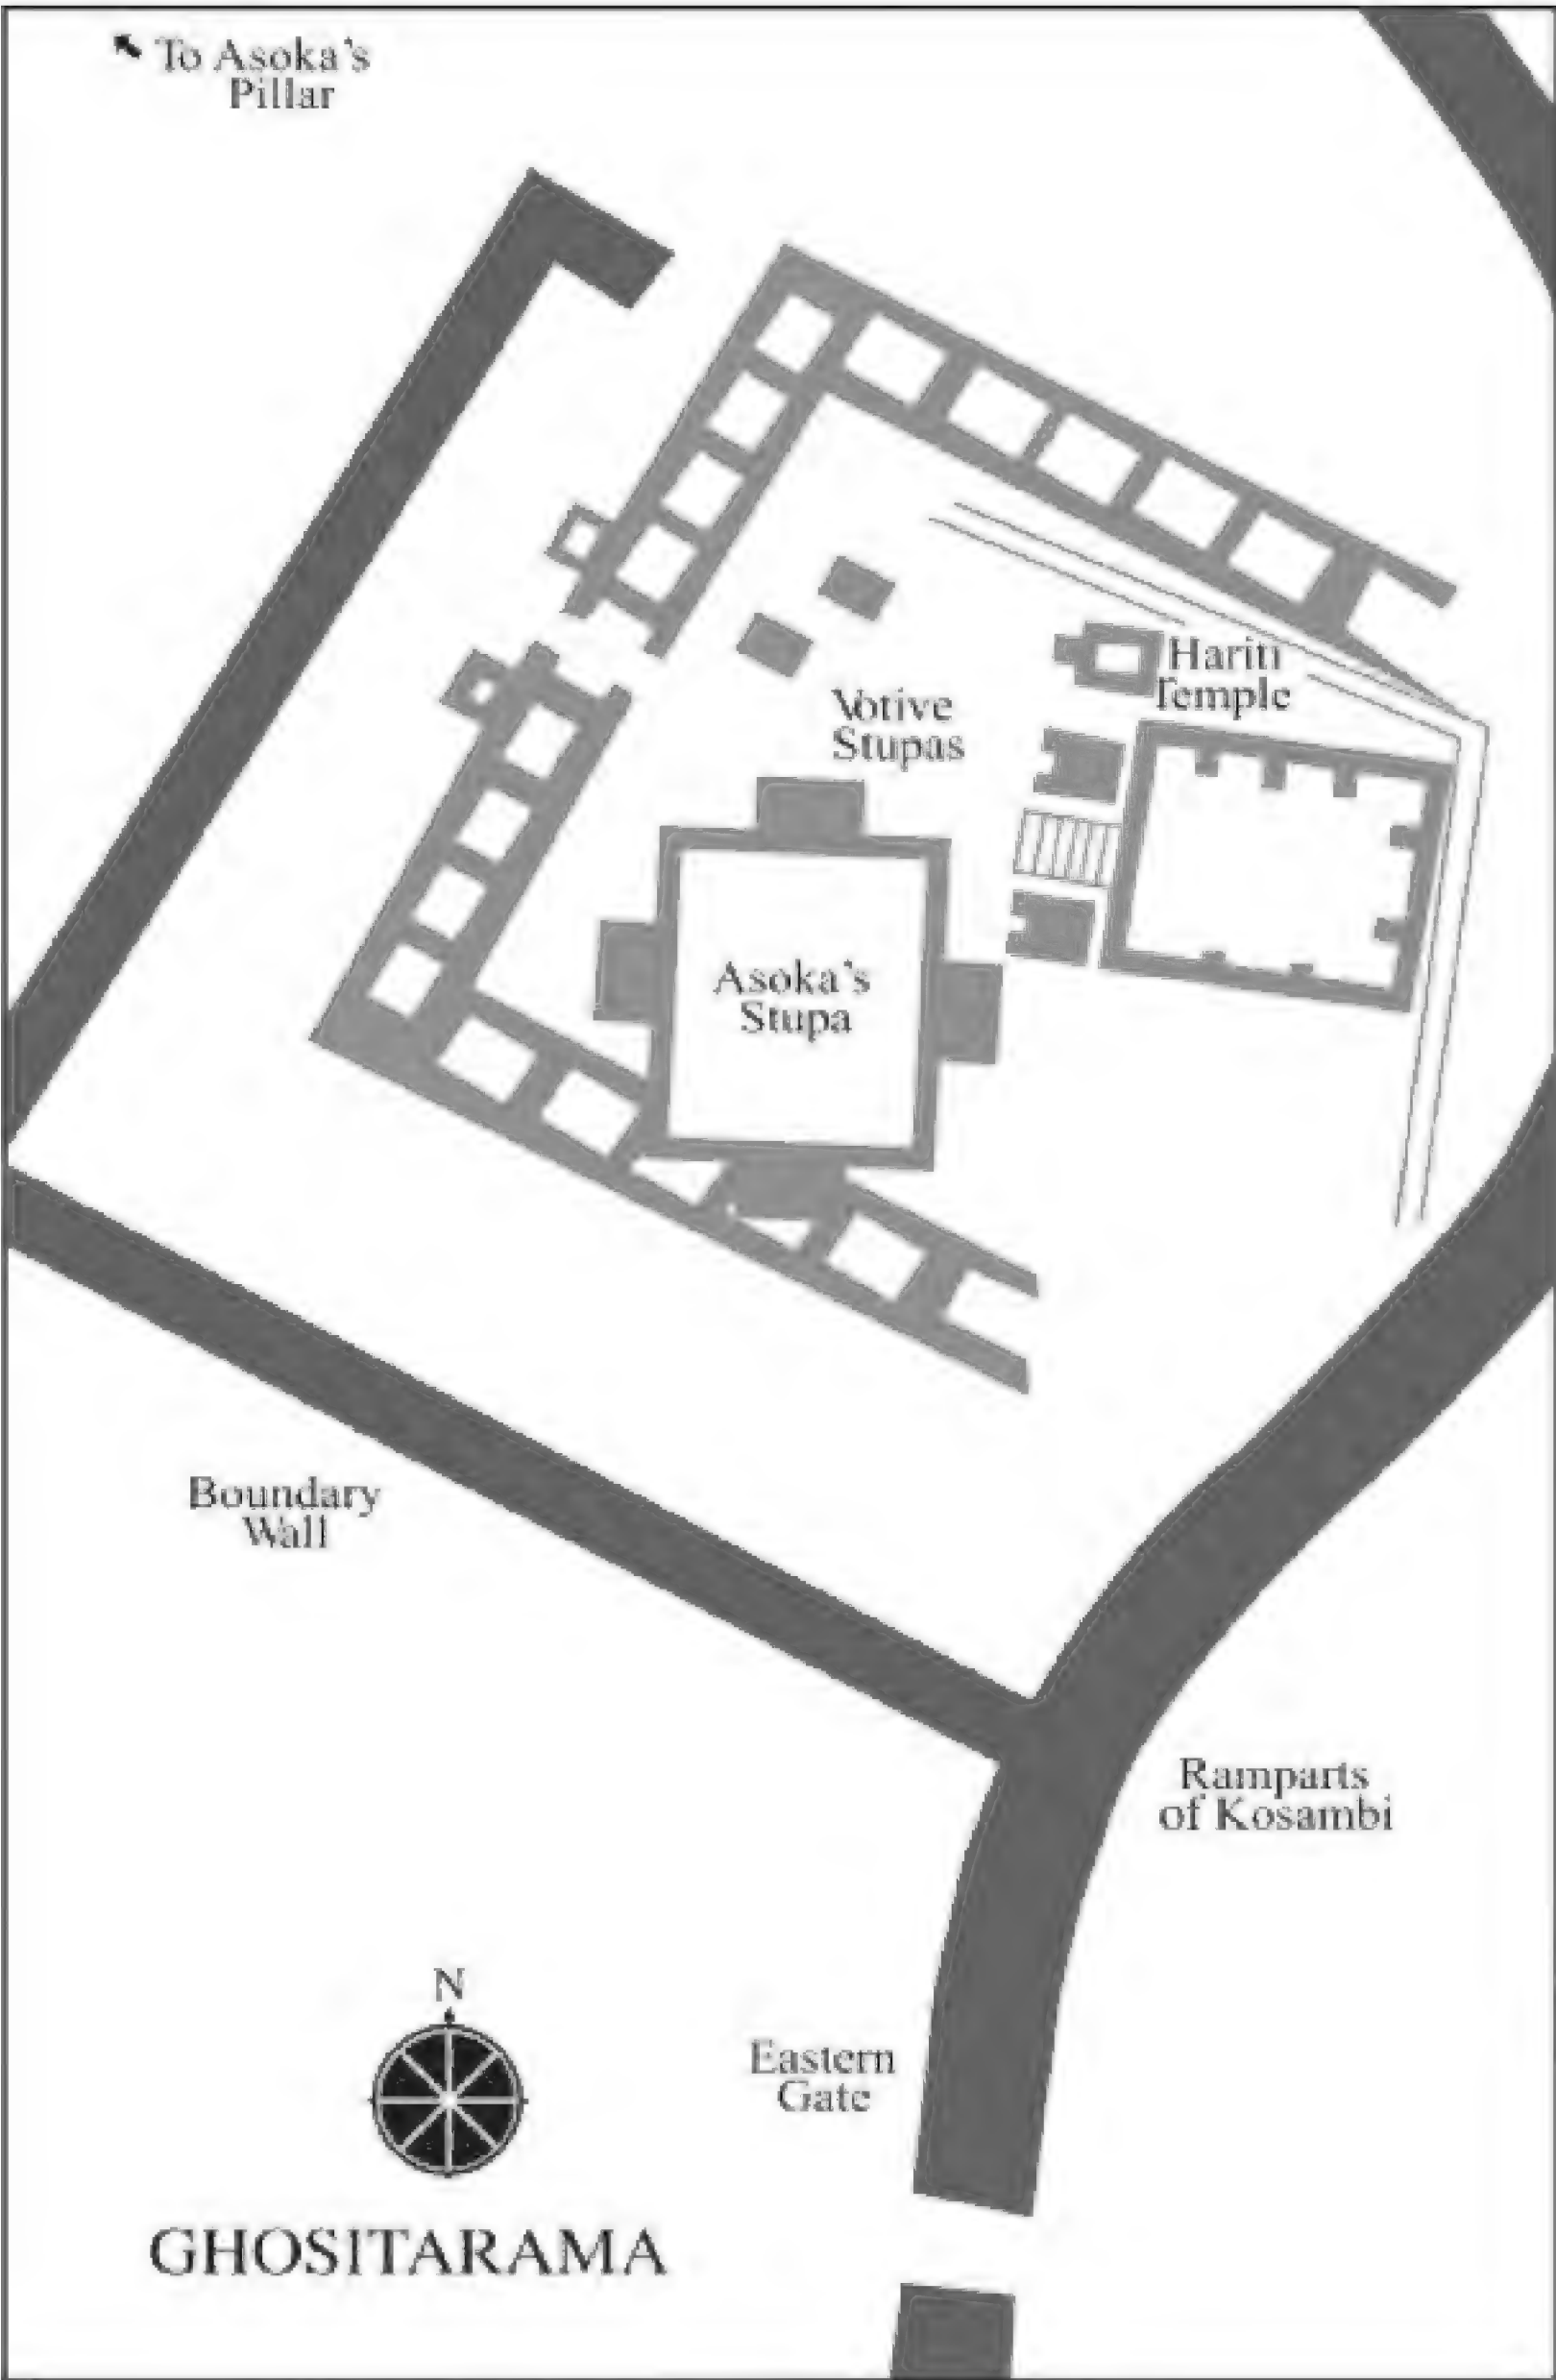 To Asoka's
Pillar
Hariti
Temple
Votive
Stupas
Asoka's
Stupa
Boundary
Wall
Ramparts
of Kosambi
N
Eastern
Gate
GHOSITARAMA